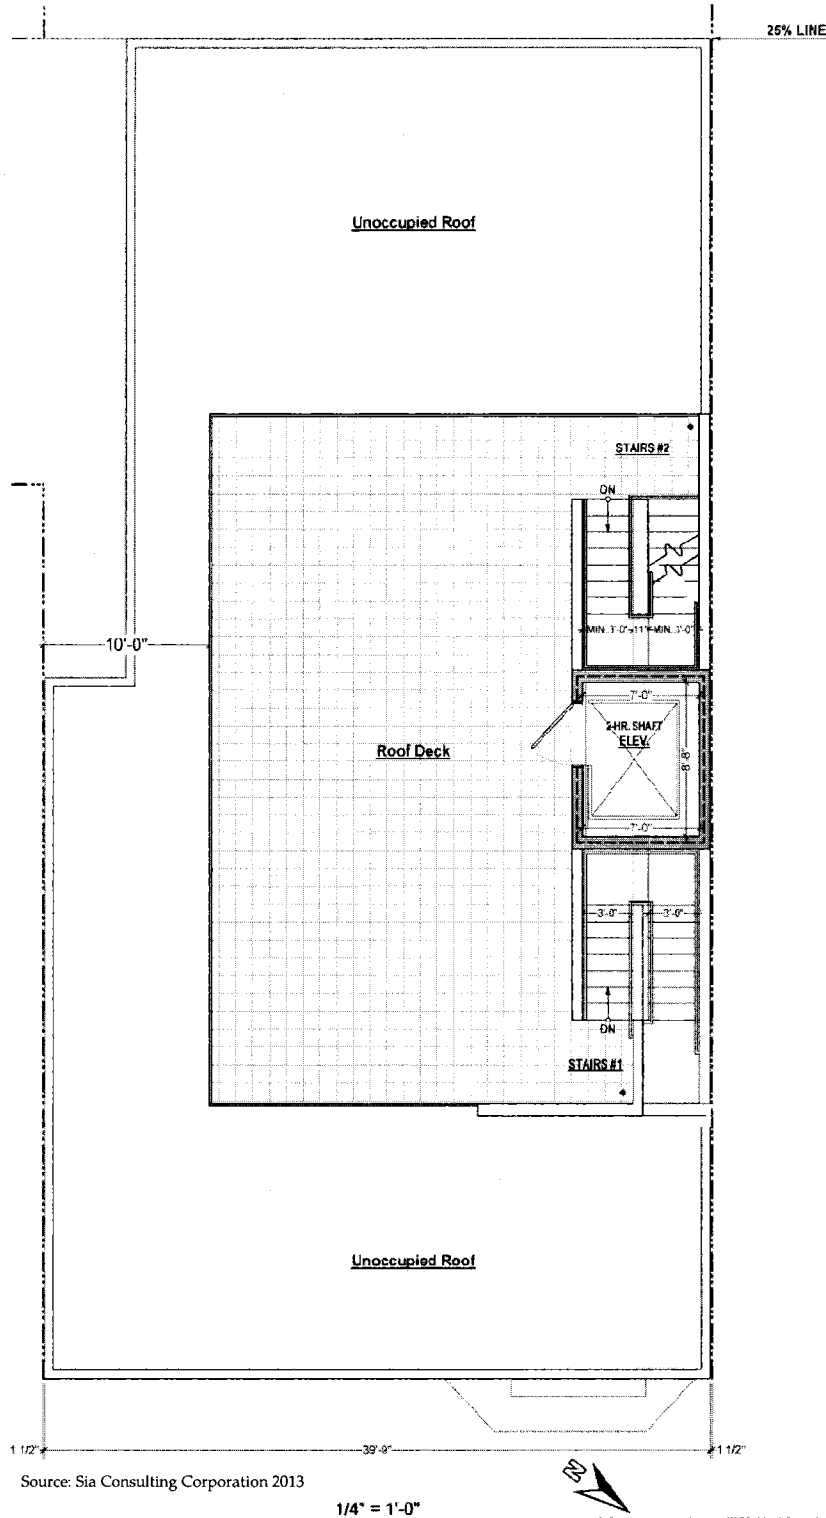 25% LINE
Unoccupied Roof
STAIRS #2
DN
MIN. 3'-0"
11"
MIN. 3'-0"
10'-0"
7'-0"
2-HR. SHAFT
ELEV.
8'-8"
Roof Deck
7'-0"
3'-0"
3'-0"
DN
STAIRS #1
Unoccupied Roof
1 1/2"
39'-9"
1 1/2"
Source: Sia Consulting Corporation 2013
N
1/4" = 1'-0"